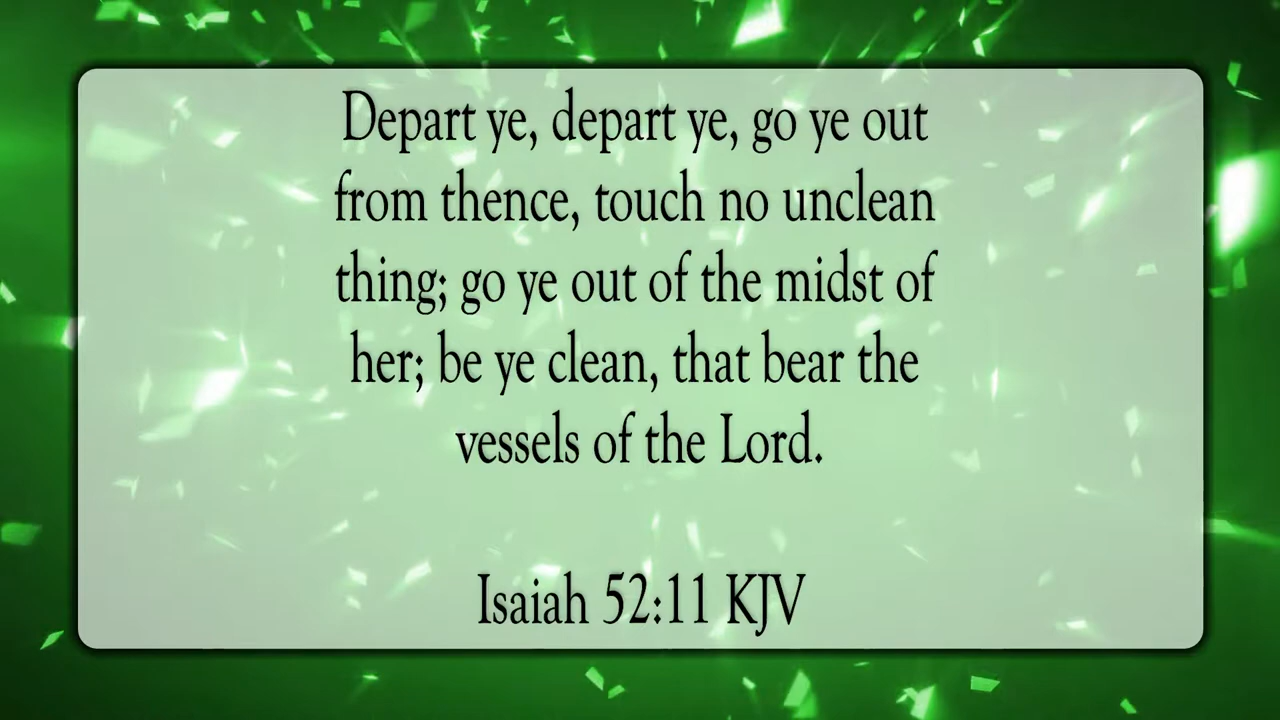 Depart ye, depart ye, go ye out
from thence, touch no unclean
thing; go ye out of the midst of
her; be ye clean, that bear the
vessels of the Lord.
Isaiah 52:11 KJV